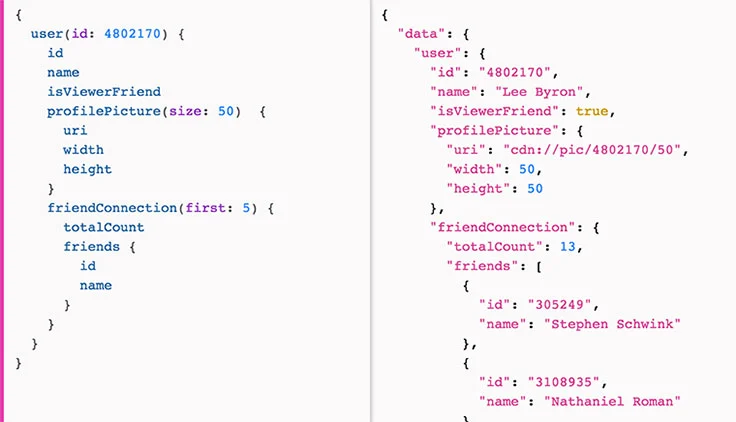 {
  user(id: 4802170) {
    id
    name
    isViewerFriend
    profilePicture(size: 50)  {
      uri
      width
      height
    }
    friendConnection(first: 5) {
      totalCount
      friends {
        id
        name
      }
    }
  }
}
{
  "data": {
    "user": {
      "id": "4802170",
      "name": "Lee Byron",
      "isViewerFriend": true,
      "profilePicture": {
        "uri": "cdn://pic/4802170/50",
        "width": 50,
        "height": 50
      },
      "friendConnection": {
        "totalCount": 13,
        "friends": [
          {
            "id": "305249",
            "name": "Stephen Schwink"
          },
          {
            "id": "3108935",
            "name": "Nathaniel Roman"
          }